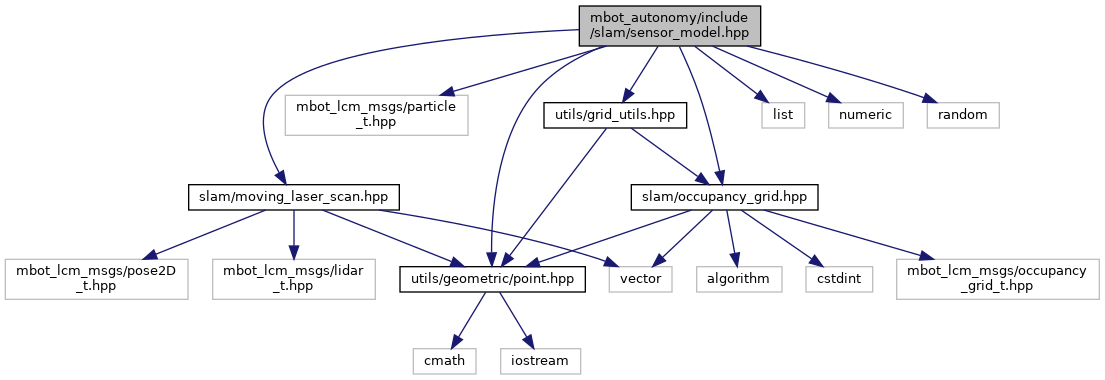 mbot_autonomy/include
/slam/sensor_model.hpp
mbot_lcm_msgs/particle
_t.hpp
utils/grid_utils.hpp
list
numeric
random
slam/moving_laser_scan.hpp
slam/occupancy_grid.hpp
mbot_lcm_msgs/pose2D
_t.hpp
mbot_lcm_msgs/lidar
_t.hpp
utils/geometric/point.hpp
vector
algorithm
cstdint
mbot_lcm_msgs/occupancy
_grid_t.hpp
cmath
iostream